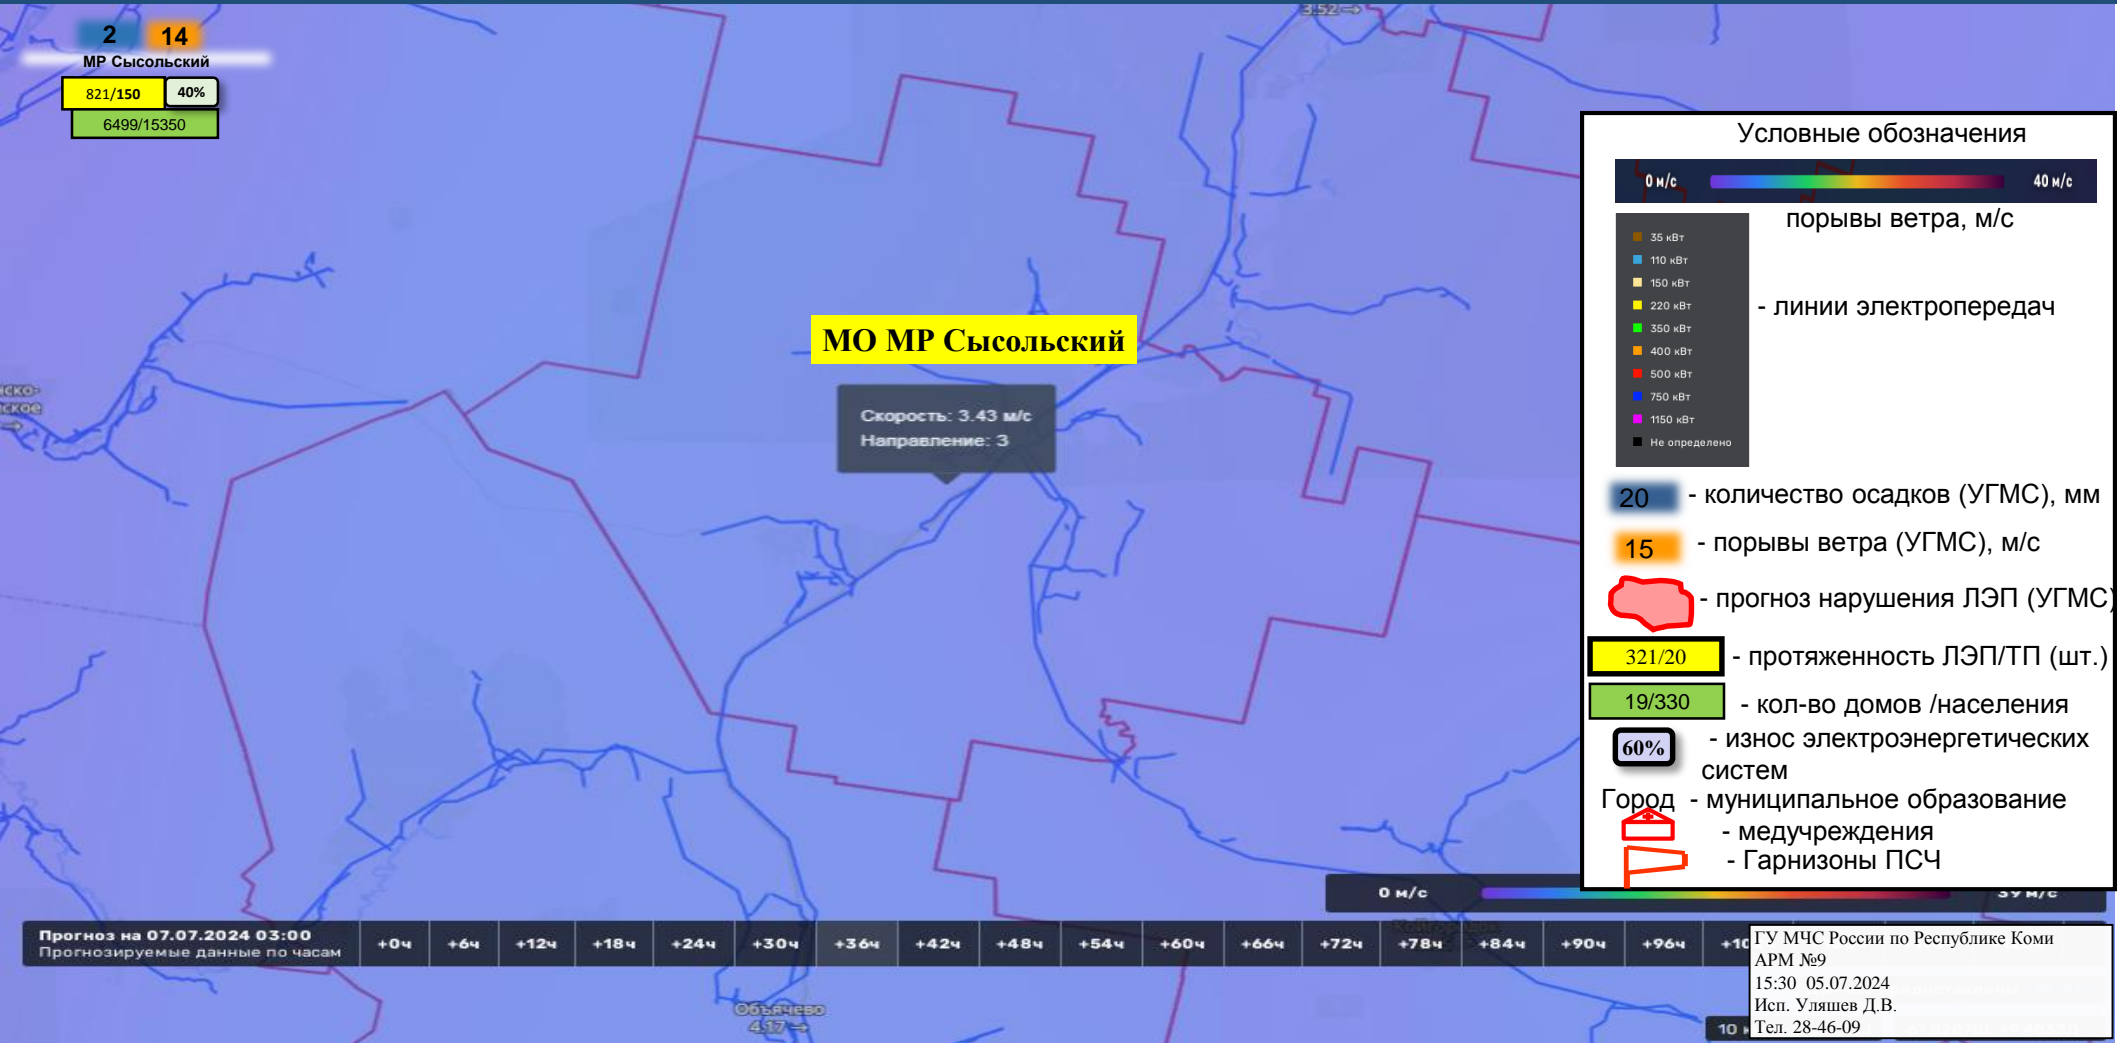 3.52→
2 14
МР Сысольский
821/150 40%
6499/15350
Условные обозначения
0 м/с 40 м/с
порывы ветра, м/с
35 кВт
110 кВт
150 кВт
220 кВт
350 кВт
400 кВт
500 кВт
750 кВт
1150 кВт
Не определено
- линии электропередач
МО МР Сысольский
Скорость: 3.43 м/с
Направление: З
20 - количество осадков (УГМС), мм
15 - порывы ветра (УГМС), м/с
- прогноз нарушения ЛЭП (УГМС)
321/20 - протяженность ЛЭП/ТП (шт.)
19/330 - кол-во домов /населения
60% - износ электроэнергетических
систем
Город - муниципальное образование
- медучреждения
- Гарнизоны ПСЧ
0 м/с 39 м/с
Прогноз на 07.07.2024 03:00
Прогнозируемые данные по часам
+0ч +6ч +12ч +18ч +24ч +30ч +36ч +42ч +48ч +54ч +60ч +66ч +72ч +78ч +84ч +90ч +96ч
ГУ МЧС России по Республике Коми
АРМ №9
15:30 05.07.2024
Исп. Уляшев Д.В.
Тел. 28-46-09
Объячево
4.17→
10